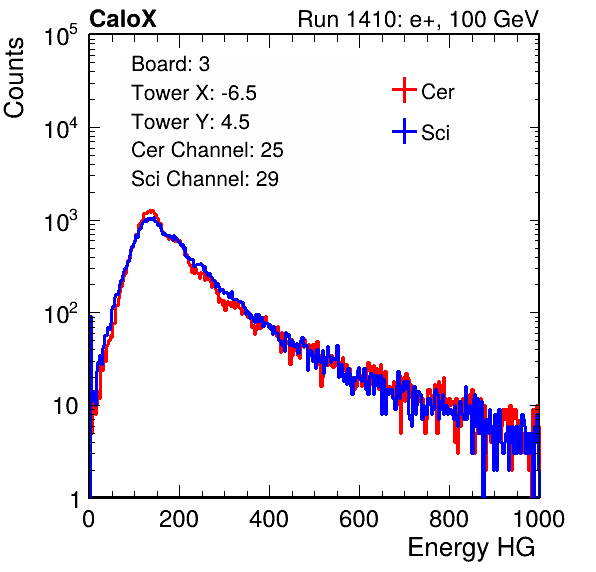 CaloX Run 1410: e+, 100 GeV
Counts
Board: 3
Tower X: -6.5
Tower Y: 4.5
Cer Channel: 25
Sci Channel: 29
Cer
Sci
10^5
10^4
10^3
10^2
10
1
0 200 400 600 800 1000
Energy HG